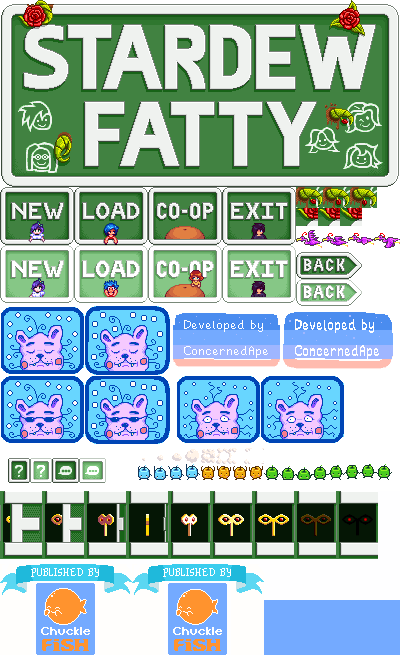 STARDEW
FATTY
NEW LOAD CO-OP EXIT
NEW LOAD CO-OP EXIT
BACK
BACK
Developed by
ConcernedApe
Developed by
ConcernedApe
? ?
PUBLISHED BY
Chuckle
FISH
PUBLISHED BY
Chuckle
FISH